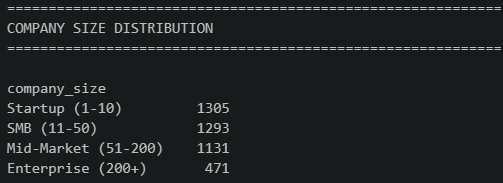 ============================================================
COMPANY SIZE DISTRIBUTION
============================================================
company_size
Startup (1-10) 1305
SMB (11-50) 1293
Mid-Market (51-200) 1131
Enterprise (200+) 471